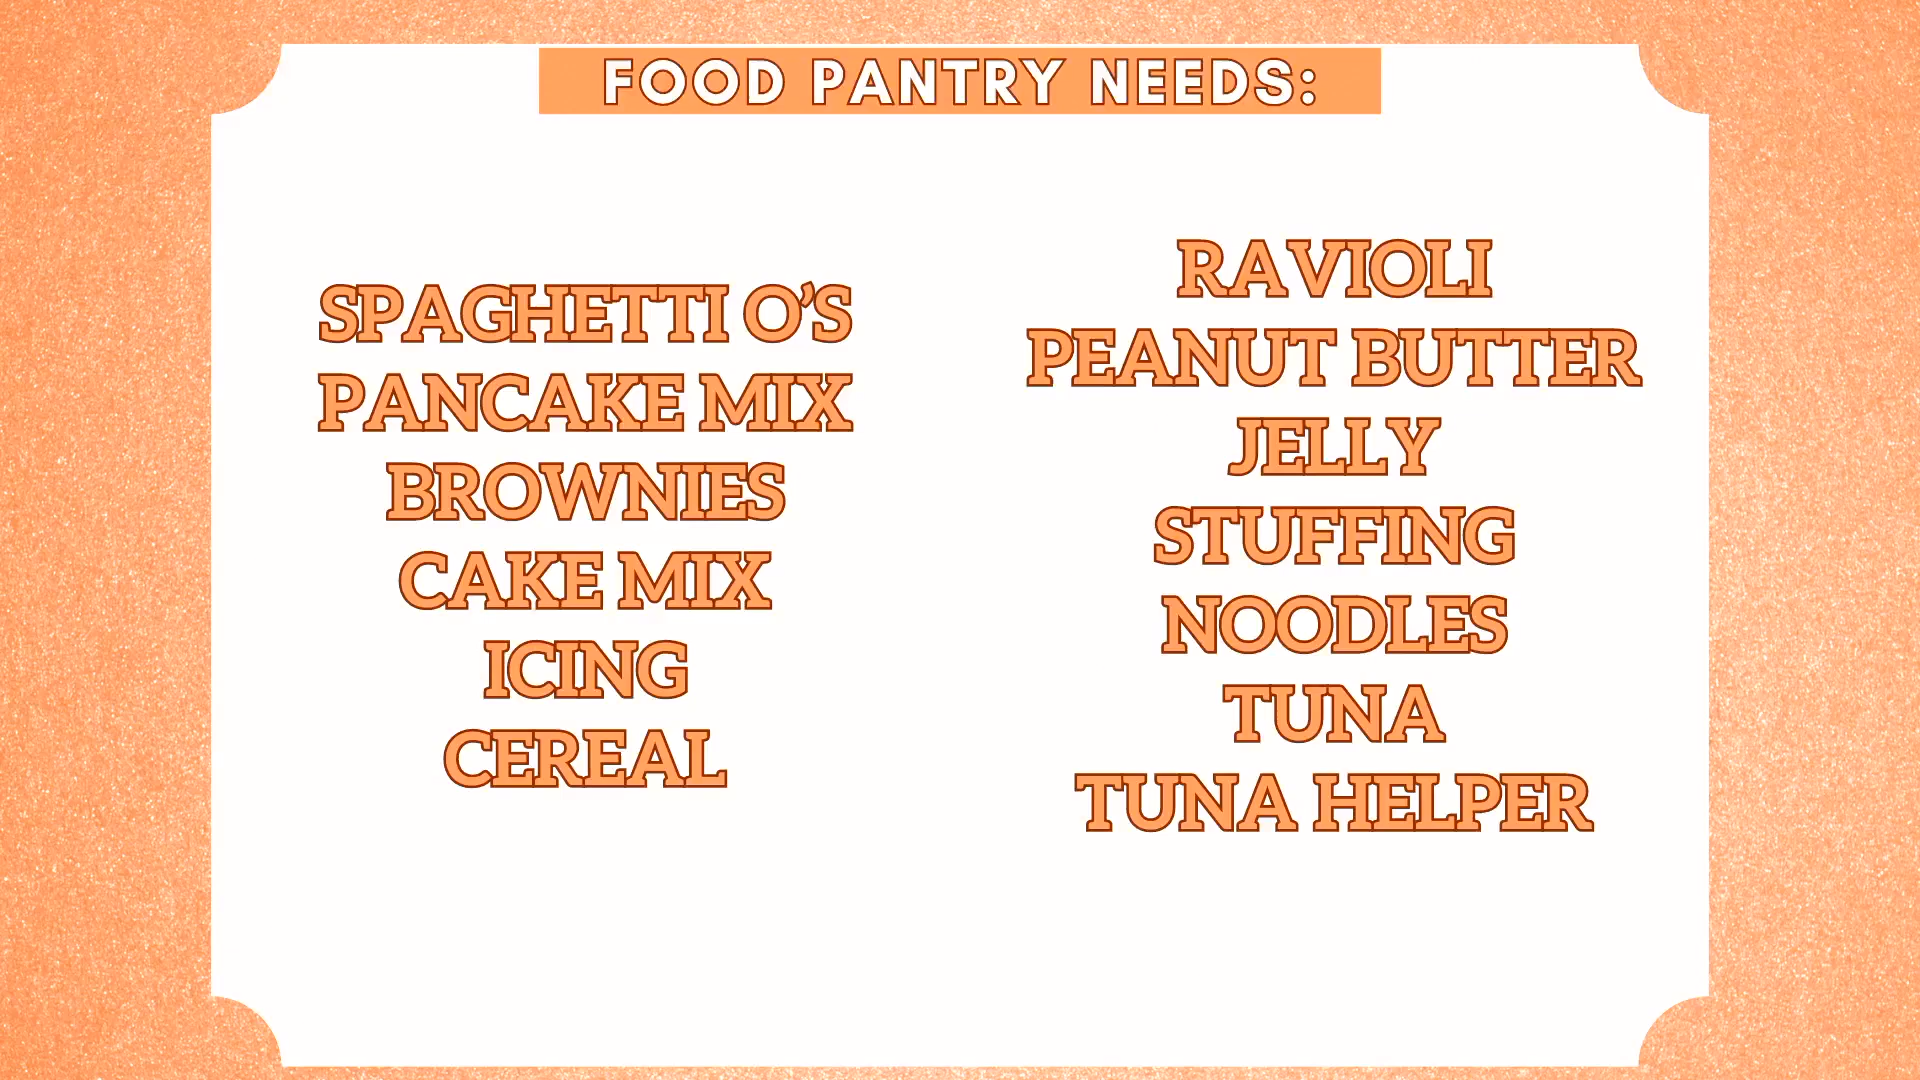 FOOD PANTRY NEEDS:
SPAGHETTI O’S
PANCAKE MIX
BROWNIES
CAKE MIX
ICING
CEREAL
RAVIOLI
PEANUT BUTTER
JELLY
STUFFING
NOODLES
TUNA
TUNA HELPER